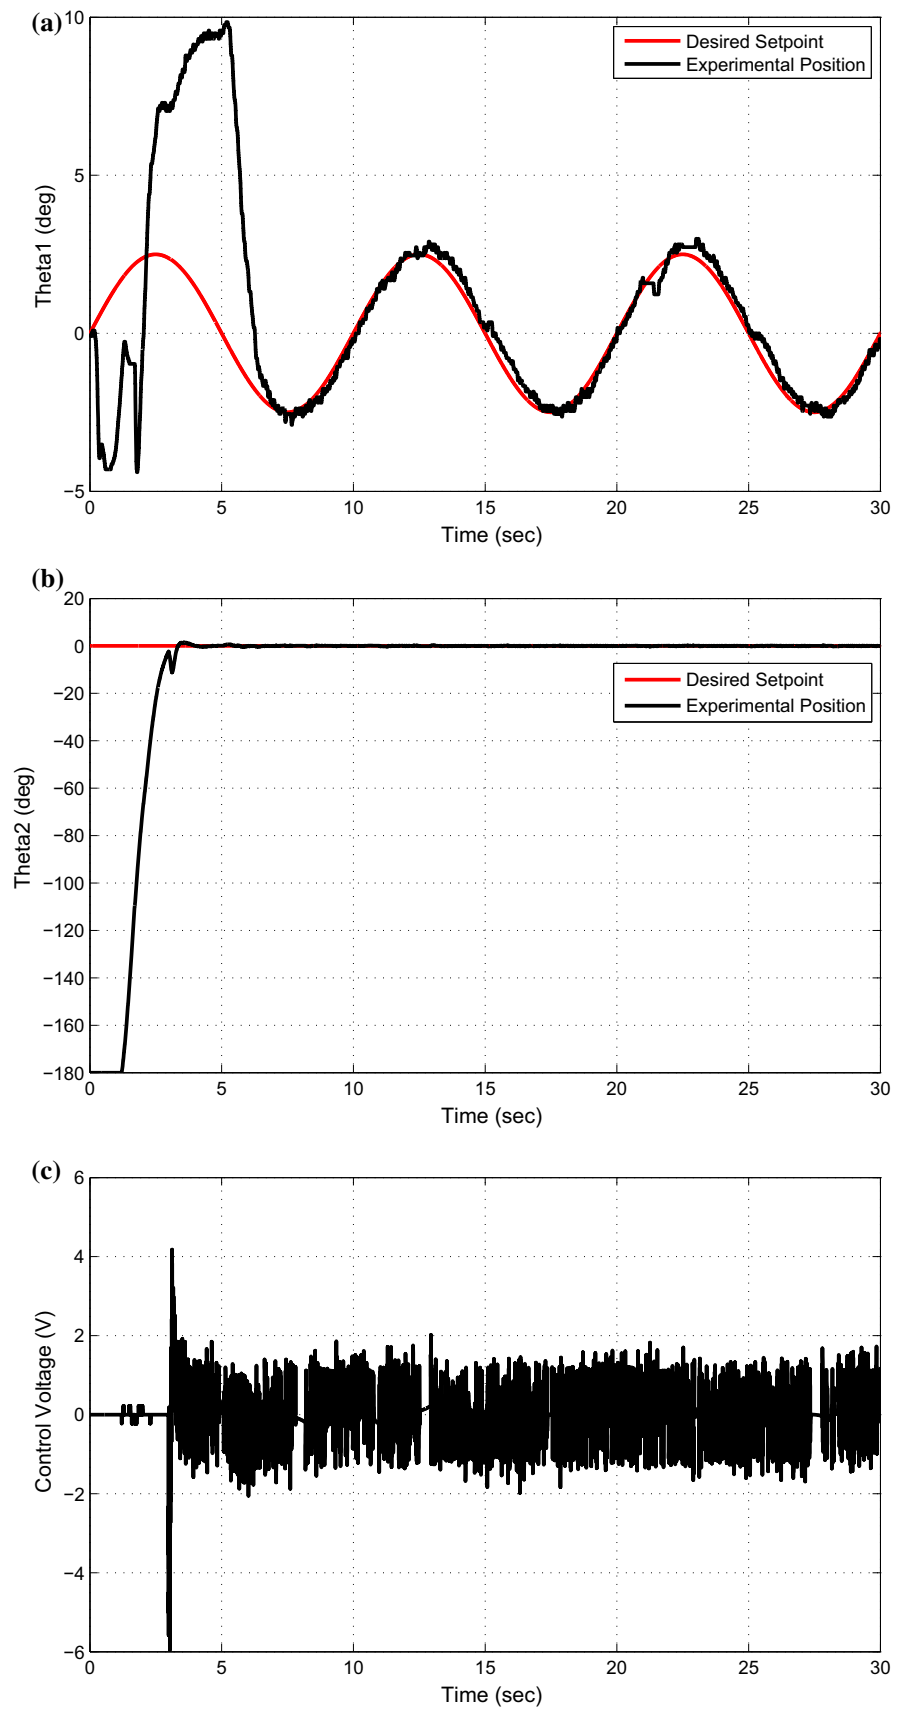 (a)
10
5
0
−5
Theta1 (deg)
Desired Setpoint
Experimental Position
0 5 10 15 20 25 30
Time (sec)
(b)
20
0
−20
−40
−60
−80
−100
−120
−140
−160
−180
Theta2 (deg)
Desired Setpoint
Experimental Position
0 5 10 15 20 25 30
Time (sec)
(c)
6
4
2
0
−2
−4
−6
Control Voltage (V)
0 5 10 15 20 25 30
Time (sec)